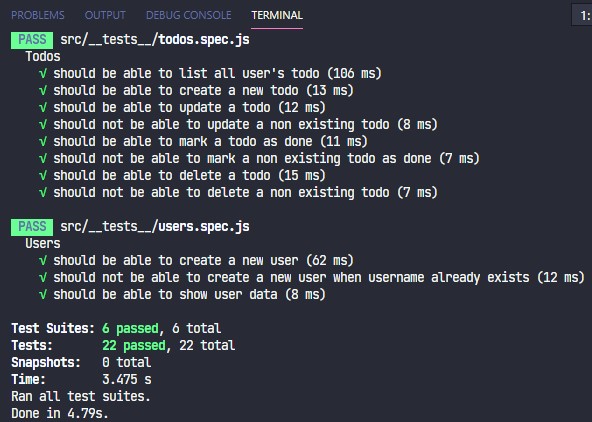 PROBLEMS OUTPUT DEBUG CONSOLE TERMINAL 1:
PASS src/__tests__/todos.spec.js
Todos
√ should be able to list all user's todo (106 ms)
√ should be able to create a new todo (13 ms)
√ should be able to update a todo (12 ms)
√ should not be able to update a non existing todo (8 ms)
√ should be able to mark a todo as done (11 ms)
√ should not be able to mark a non existing todo as done (7 ms)
√ should be able to delete a todo (15 ms)
√ should not be able to delete a non existing todo (7 ms)
PASS src/__tests__/users.spec.js
Users
√ should be able to create a new user (62 ms)
√ should not be able to create a new user when username already exists (12 ms)
√ should be able to show user data (8 ms)
Test Suites: 6 passed, 6 total
Tests: 22 passed, 22 total
Snapshots: 0 total
Time: 3.475 s
Ran all test suites.
Done in 4.79s.